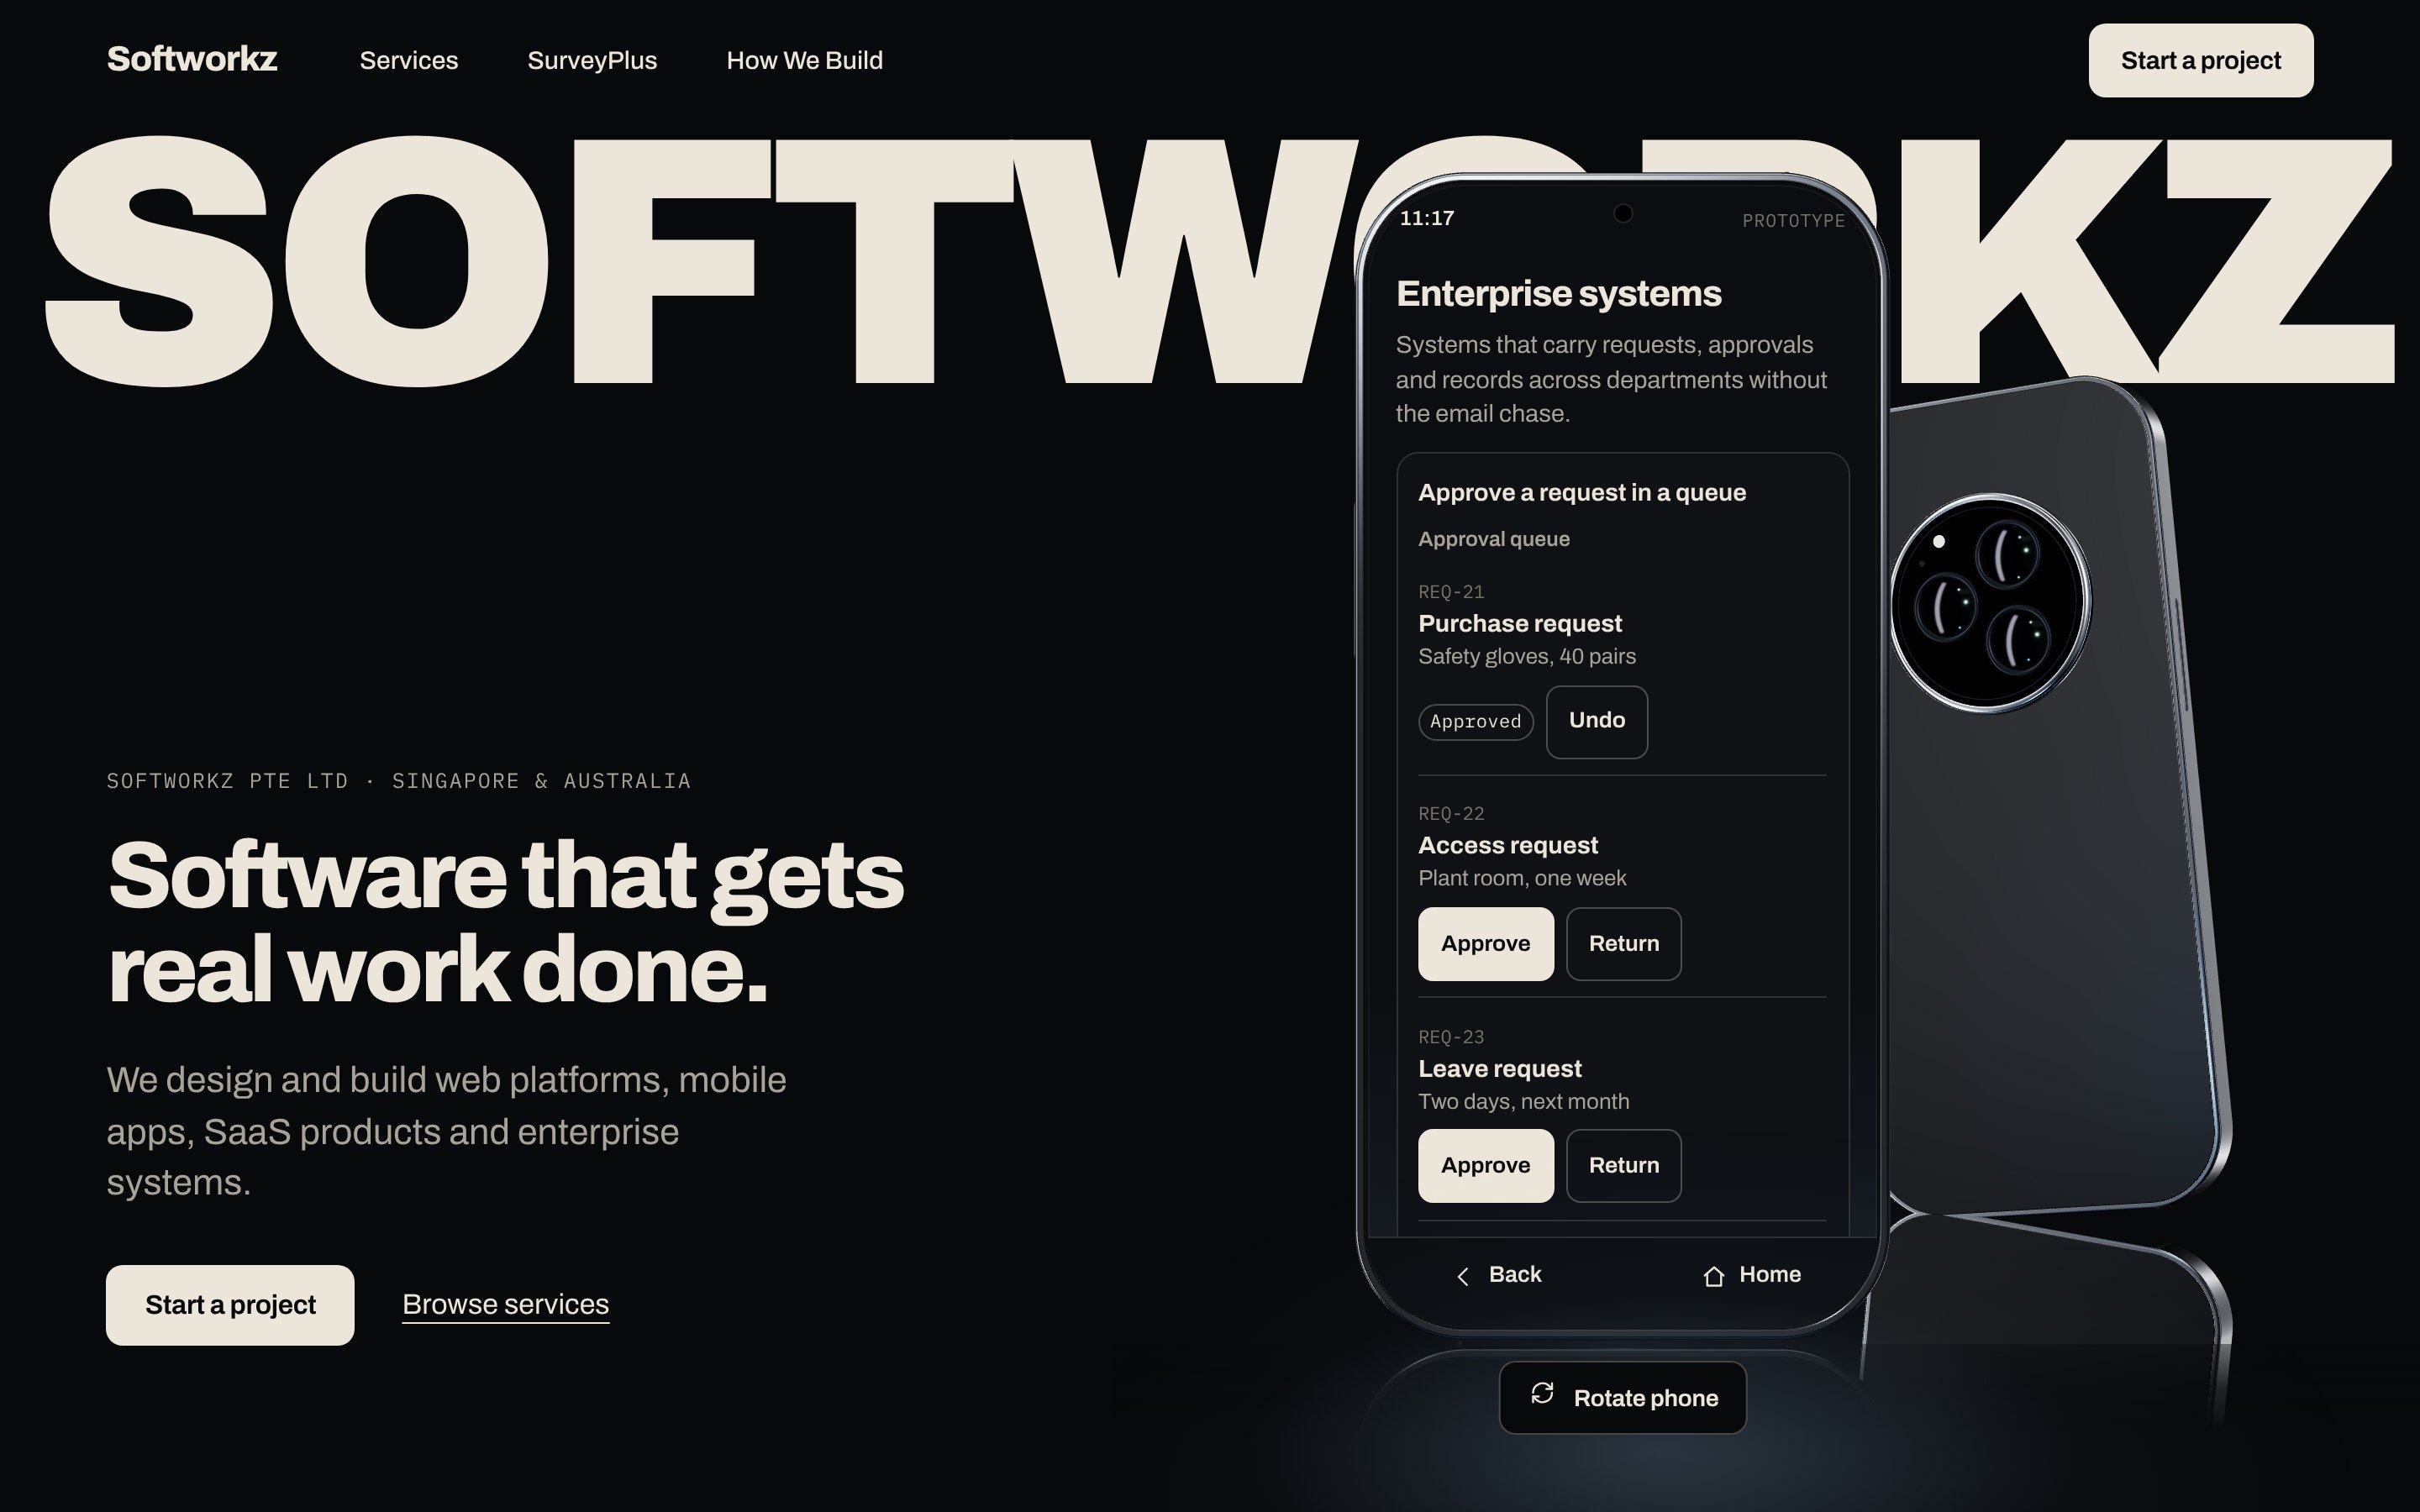 Softworkz
Services
SurveyPlus
How We Build
Start a project
SOFTWORKZ
11:17
PROTOTYPE
Enterprise systems
Systems that carry requests, approvals
and records across departments without
the email chase.
Approve a request in a queue
Approval queue
REQ-21
Purchase request
Safety gloves, 40 pairs
Approved
Undo
REQ-22
Access request
Plant room, one week
Approve
Return
REQ-23
Leave request
Two days, next month
Approve
Return
Back
Home
Rotate phone
SOFTWORKZ PTE LTD · SINGAPORE & AUSTRALIA
Software that gets
real work done.
We design and build web platforms, mobile
apps, SaaS products and enterprise
systems.
Start a project
Browse services